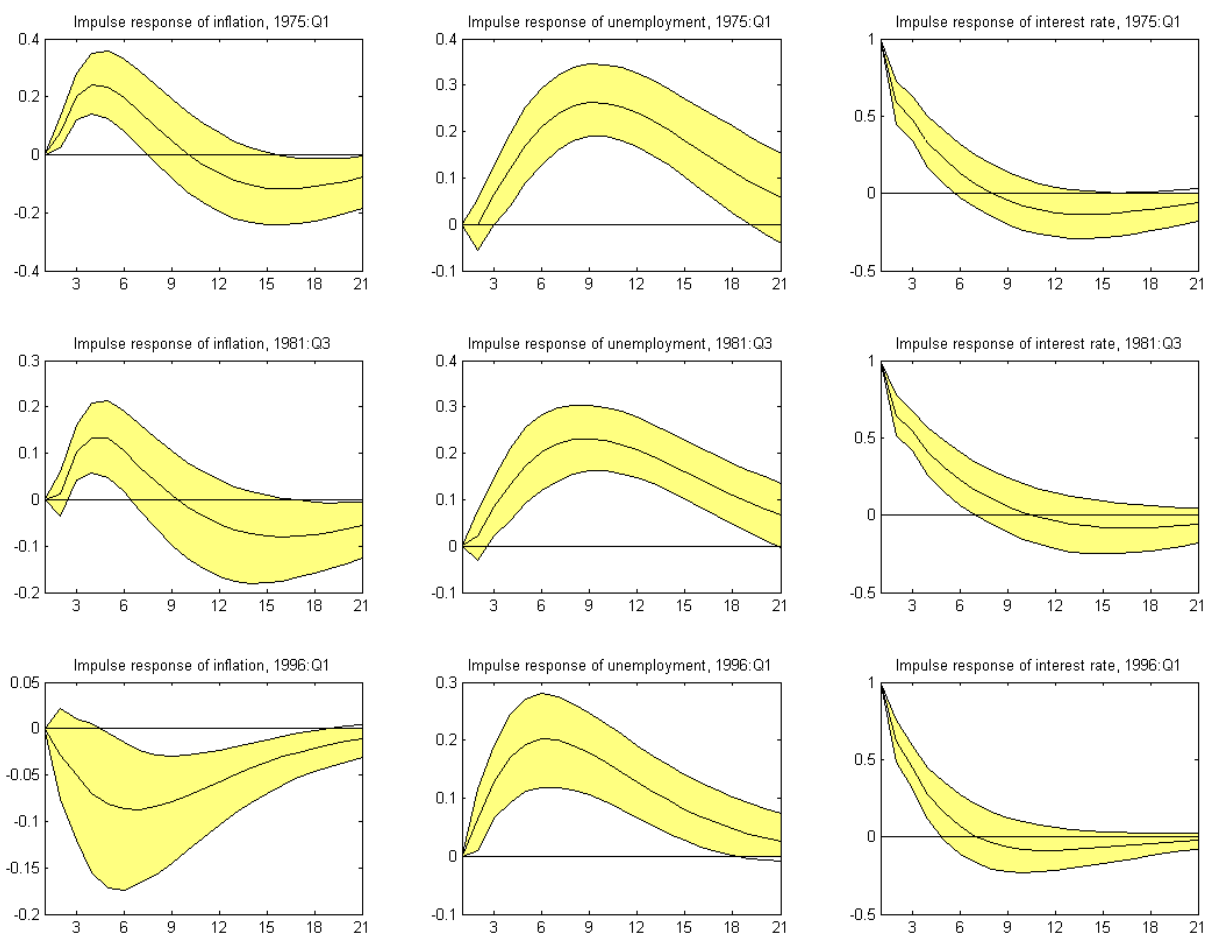 Impulse response of inflation, 1975:Q1
0.4
0.2
0
-0.2
-0.4
3 6 9 12 15 18 21
Impulse response of unemployment, 1975:Q1
0.4
0.3
0.2
0.1
0
-0.1
3 6 9 12 15 18 21
Impulse response of interest rate, 1975:Q1
1
0.5
0
-0.5
3 6 9 12 15 18 21
Impulse response of inflation, 1981:Q3
0.3
0.2
0.1
0
-0.1
-0.2
3 6 9 12 15 18 21
Impulse response of unemployment, 1981:Q3
0.4
0.3
0.2
0.1
0
-0.1
3 6 9 12 15 18 21
Impulse response of interest rate, 1981:Q3
1
0.5
0
-0.5
3 6 9 12 15 18 21
Impulse response of inflation, 1996:Q1
0.05
0
-0.05
-0.1
-0.15
-0.2
3 6 9 12 15 18 21
Impulse response of unemployment, 1996:Q1
0.3
0.2
0.1
0
-0.1
3 6 9 12 15 18 21
Impulse response of interest rate, 1996:Q1
1
0.5
0
-0.5
3 6 9 12 15 18 21